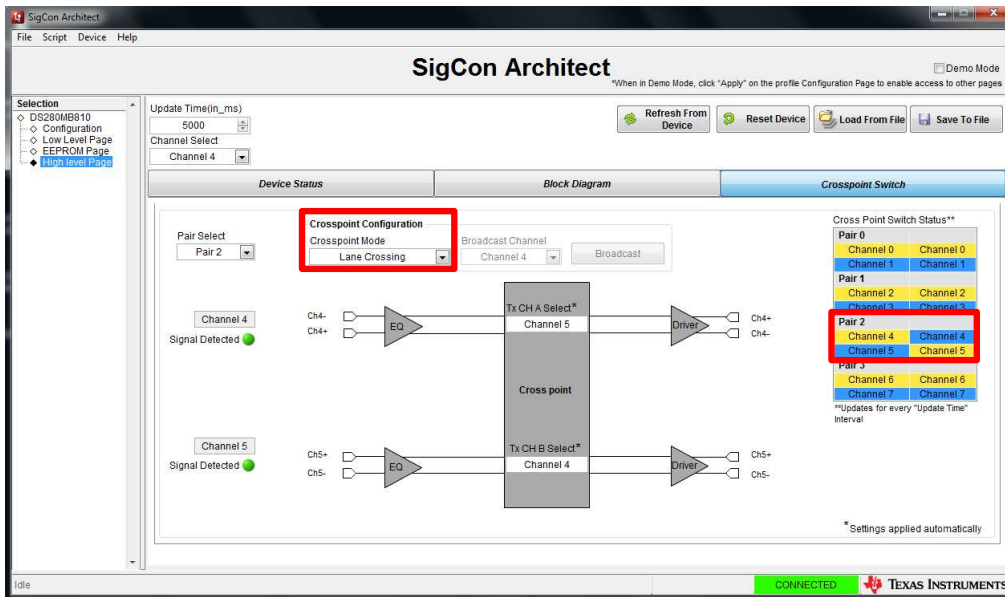 SigCon Architect
File Script Device Help
SigCon Architect
Demo Mode
*When in Demo Mode, click "Apply" on the profile Configuration Page to enable access to other pages
Selection
DS280MB810
Configuration
Low Level Page
EEPROM Page
High level Page
Update Time(in_ms)
5000
Channel Select
Channel 4
Refresh From Device
Reset Device
Load From File
Save To File
Device Status
Block Diagram
Crosspoint Switch
Pair Select
Pair 2
Crosspoint Configuration
Crosspoint Mode
Lane Crossing
Broadcast Channel
Channel 4
Broadcast
Channel 4
Signal Detected
Ch4-
Ch4+
EQ
Tx CH A Select*
Channel 5
Driver
Ch4+
Ch4-
Cross point
Channel 5
Signal Detected
Ch5+
Ch5-
EQ
Tx CH B Select*
Channel 4
Driver
Ch5+
Ch5-
Cross Point Switch Status**
Pair 0
Channel 0 Channel 0
Channel 1 Channel 1
Pair 1
Channel 2 Channel 2
Channel 3 Channel 3
Pair 2
Channel 4 Channel 4
Channel 5 Channel 5
Pair 3
Channel 6 Channel 6
Channel 7 Channel 7
**Updates for every "Update Time"
Interval
*Settings applied automatically
Idle
CONNECTED
TEXAS INSTRUMENTS